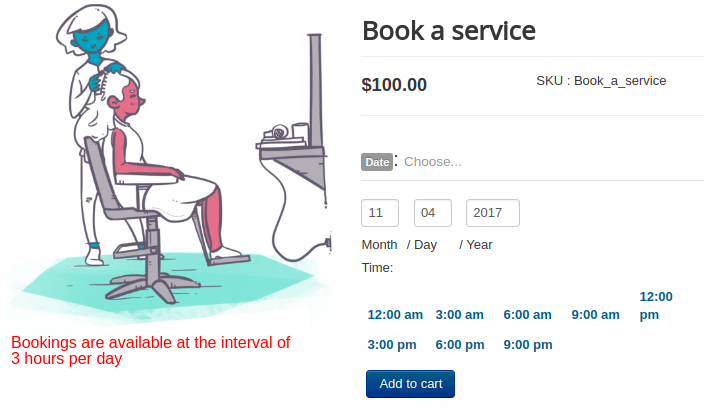 Book a service
$100.00
SKU : Book_a_service
Date : Choose...
11 04 2017
Month / Day / Year
Time:
12:00 am 3:00 am 6:00 am 9:00 am 12:00 pm
3:00 pm 6:00 pm 9:00 pm
Add to cart
Bookings are available at the interval of
3 hours per day